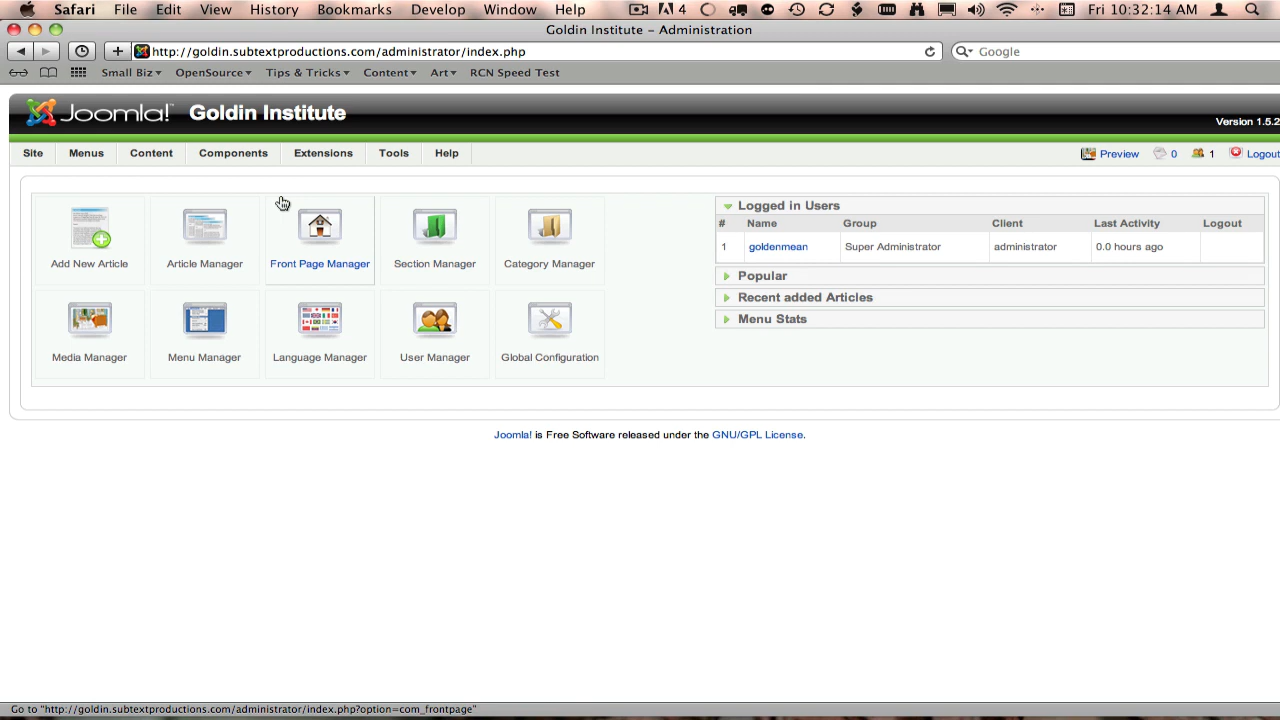 Safari File Edit View History Bookmarks Develop Window Help 4 Fri 10:32:14 AM
Goldin Institute – Administration
http://goldin.subtextproductions.com/administrator/index.php
Google
Small Biz▾ OpenSource▾ Tips & Tricks▾ Content▾ Art▾ RCN Speed Test
Joomla!™ Goldin Institute
Version 1.5.2
Site Menus Content Components Extensions Tools Help
Preview 0 1 Logout
Add New Article
Article Manager
Front Page Manager
Section Manager
Category Manager
Media Manager
Menu Manager
Language Manager
User Manager
Global Configuration
Logged in Users
# Name Group Client Last Activity Logout
1 goldenmean Super Administrator administrator 0.0 hours ago
Popular
Recent added Articles
Menu Stats
Joomla! is Free Software released under the GNU/GPL License.
Go to "http://goldin.subtextproductions.com/administrator/index.php?option=com_frontpage"